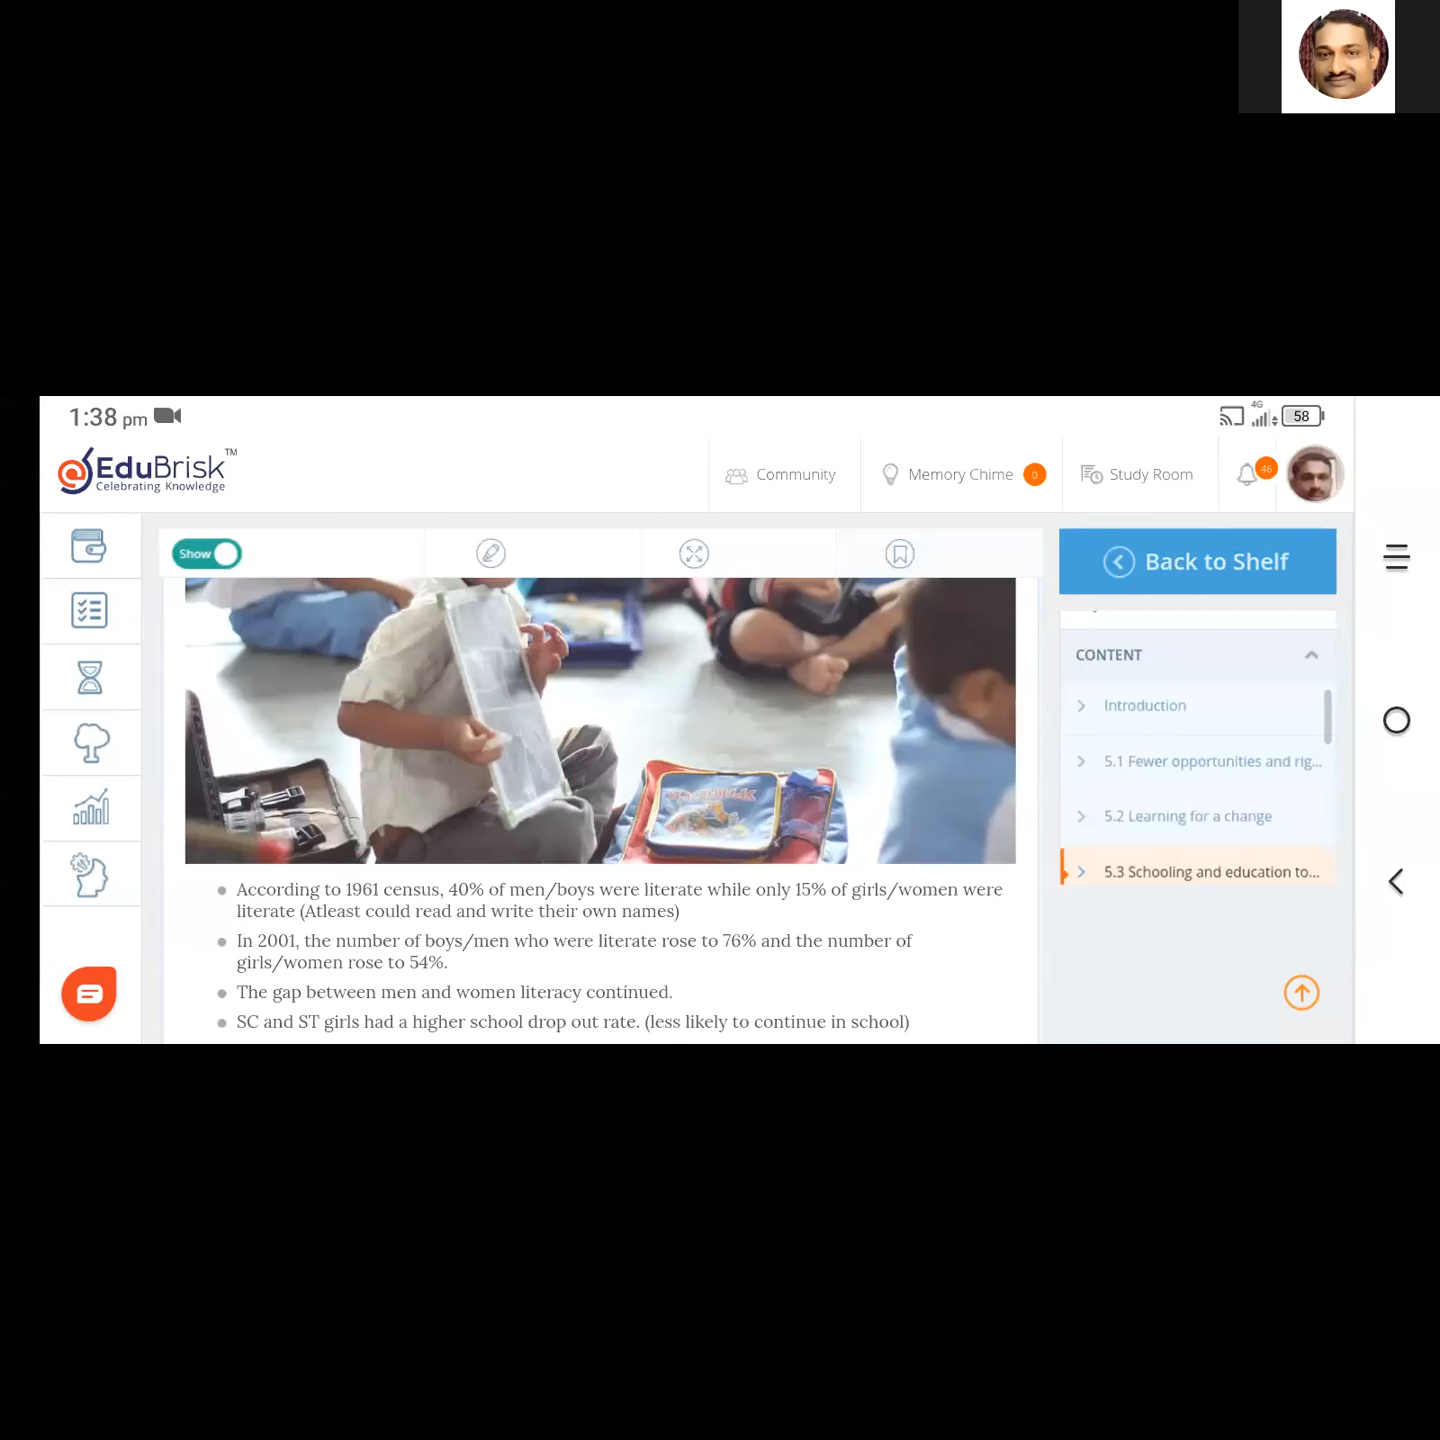 1:38 pm
4G
58
EduBrisk™
Celebrating Knowledge
Community
Memory Chime 0
Study Room
46
Show
Back to Shelf
CONTENT
Introduction
5.1 Fewer opportunities and rig...
5.2 Learning for a change
5.3 Schooling and education to...
According to 1961 census, 40% of men/boys were literate while only 15% of girls/women were
literate (Atleast could read and write their own names)
In 2001, the number of boys/men who were literate rose to 76% and the number of
girls/women rose to 54%.
The gap between men and women literacy continued.
SC and ST girls had a higher school drop out rate. (less likely to continue in school)